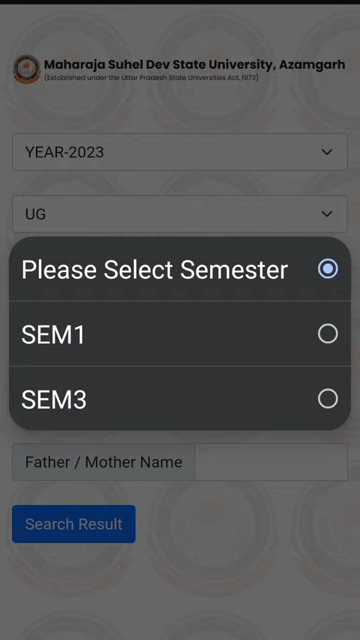 Maharaja Suhel Dev State University, Azamgarh
(Established under the Uttar Pradesh State Universities Act, 1973)
YEAR-2023
UG
Please Select Semester
SEM1
SEM3
Father / Mother Name
Search Result